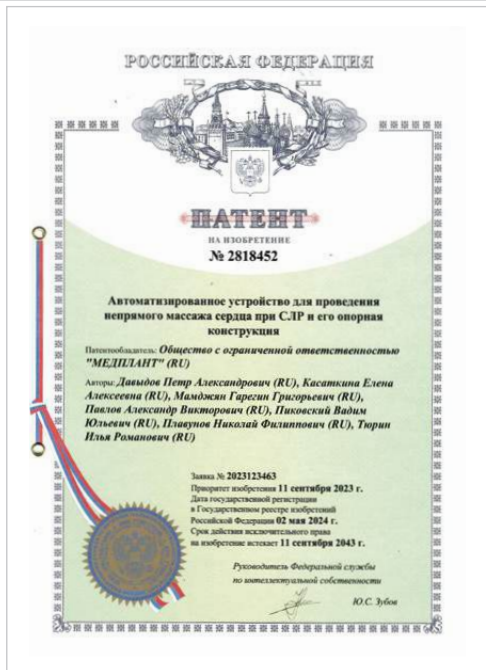 РОССИЙСКАЯ ФЕДЕРАЦИЯ
ПАТЕНТ
НА ИЗОБРЕТЕНИЕ
№ 2818452
Автоматизированное устройство для проведения
непрямого массажа сердца при СЛР и его опорная
конструкция
Патентообладатель: Общество с ограниченной ответственностью
"МЕДПЛАНТ" (RU)
Авторы: Давыдов Петр Александрович (RU), Касаткина Елена
Алексеевна (RU), Мамджян Гарегин Григорьевич (RU),
Павлов Александр Викторович (RU), Пиковский Вадим
Юльевич (RU), Плавунов Николай Филиппович (RU), Тюрин
Илья Романович (RU)
Заявка № 2023123463
Приоритет изобретения 11 сентября 2023 г.
Дата государственной регистрации
в Государственном реестре изобретений
Российской Федерации 02 мая 2024 г.
Срок действия исключительного права
на изобретение истекает 11 сентября 2043 г.
Руководитель Федеральной службы
по интеллектуальной собственности
Ю.С. Зубов